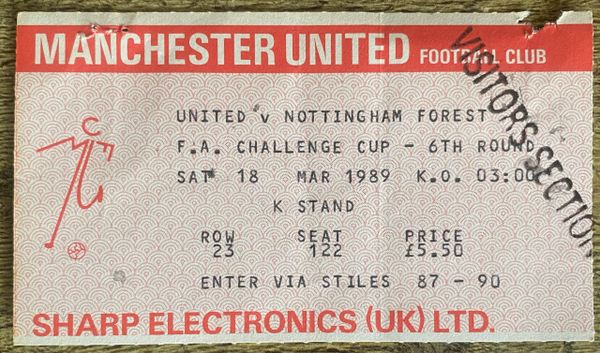 MANCHESTER UNITED FOOTBALL CLUB
VISITORS SECTION
UNITED v NOTTINGHAM FOREST
F.A. CHALLENGE CUP - 6TH ROUND
SAT 18 MAR 1989 K.O. 03:00
K STAND
ROW SEAT PRICE
23 122 £5.50
ENTER VIA STILES 87 - 90
SHARP ELECTRONICS (UK) LTD.